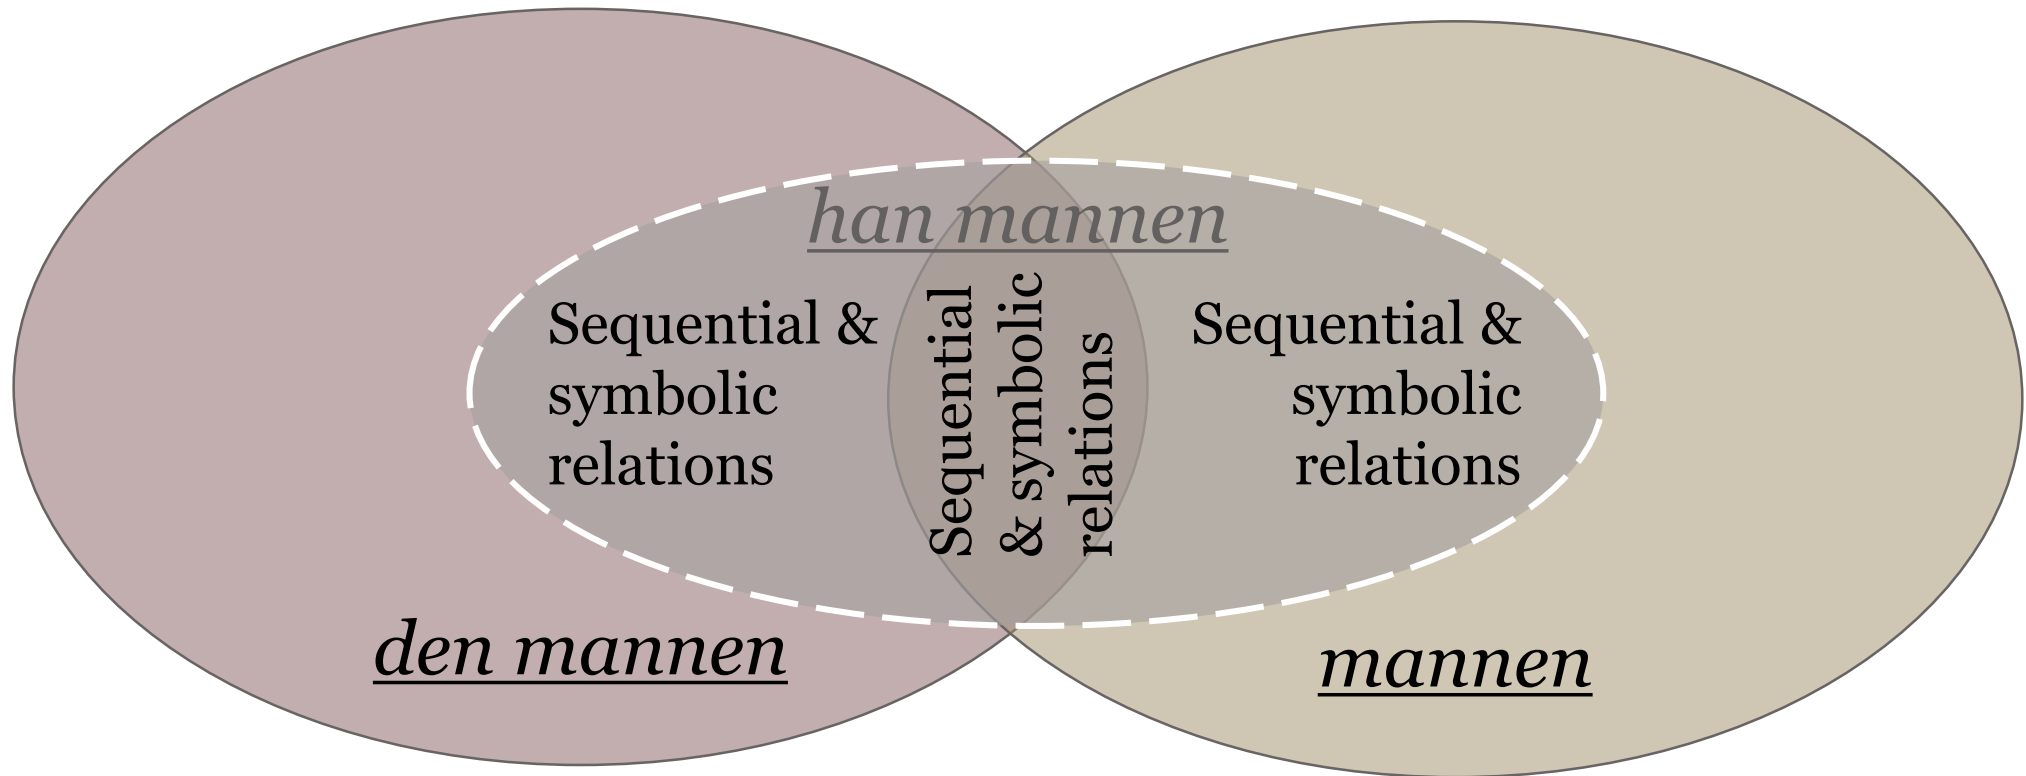 han mannen
Sequential &
symbolic
relations
Sequential
& symbolic
relations
Sequential &
symbolic
relations
den mannen
mannen